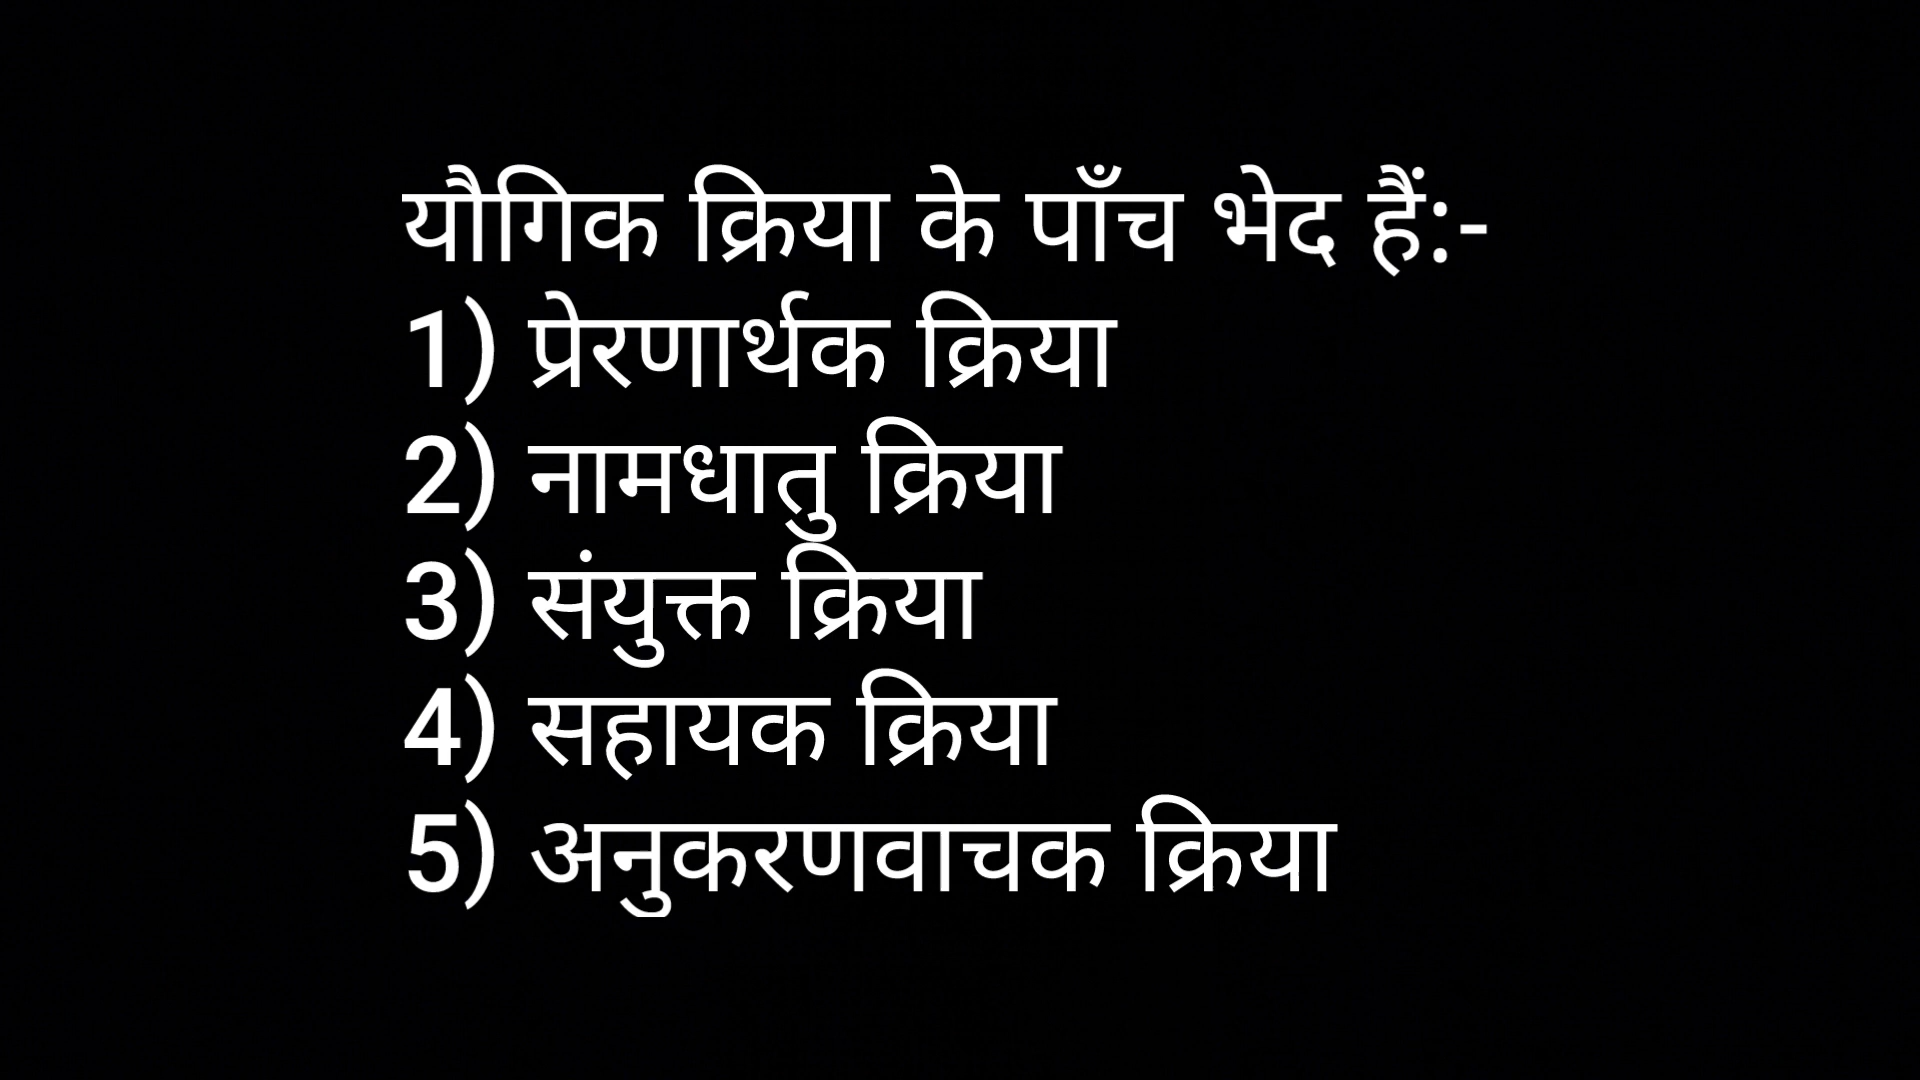 यौगिक क्रिया के पाँच भेद हैं:-
1) प्रेरणार्थक क्रिया
2) नामधातु क्रिया
3) संयुक्त क्रिया
4) सहायक क्रिया
5) अनुकरणवाचक क्रिया